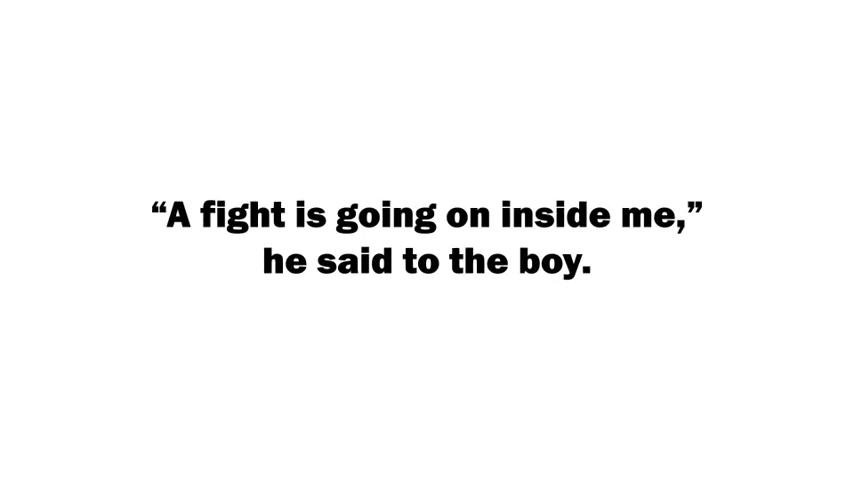 “A fight is going on inside me,”
he said to the boy.